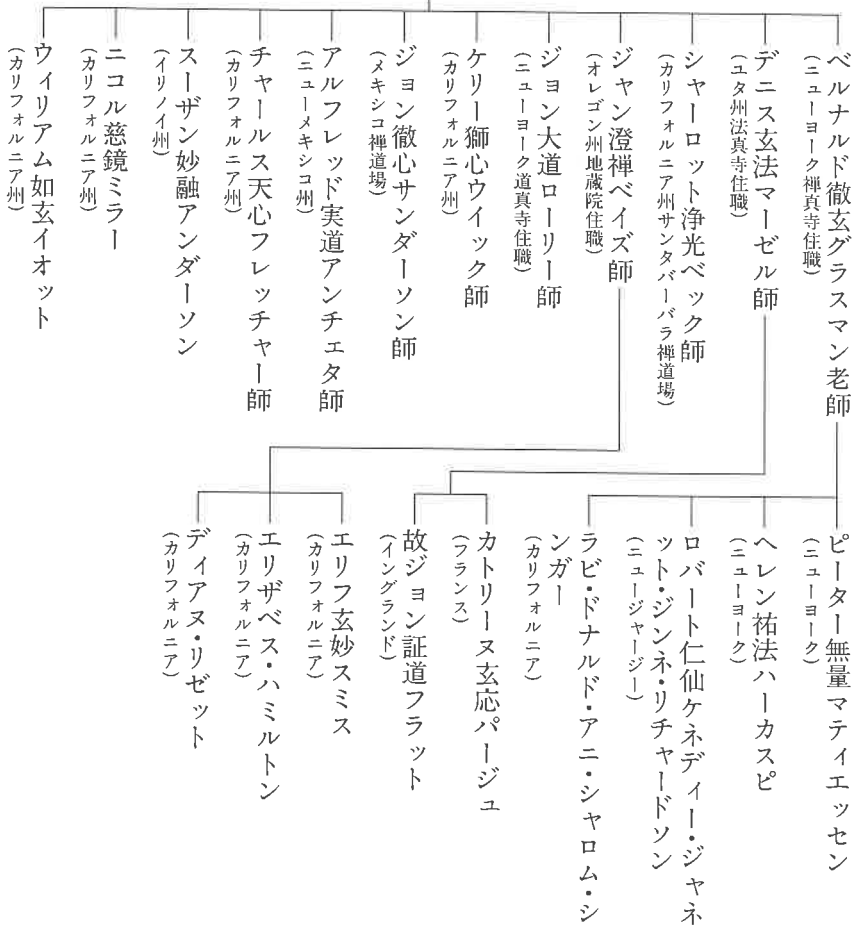 ベルナルド徹玄グラスマン老師
(ニューヨーク禅真寺住職)
デニス玄法マーゼル師
(ユタ州法真寺住職)
シャーロット浄光ベック師
(カリフォルニア州サンタバーバラ禅道場)
ジャン澄禅ベイズ師
(オレゴン州地蔵院住職)
ジョン大道ローリー師
(ニューヨーク道真寺住職)
ケリー獅心ウイック師
(カリフォルニア州)
ジョン徹心サンダーソン師
(メキシコ禅道場)
アルフレッド実道アンチェタ師
(ニューメキシコ州)
チャールス天心フレッチャー師
(カリフォルニア州)
スーザン妙融アンダーソン
(イリノイ州)
ニコル慈鏡ミラー
(カリフォルニア州)
ウィリアム如玄イオット
(カリフォルニア州)
ピーター無量マティエッセン
(ニューヨーク)
ヘレン祐法ハーカスピ
(ニューヨーク)
ロバート仁仙ケネディー・ジャネ
ット・ジンネ・リチャードソン
(ニュージャージー)
ラビ・ドナルド・アニ・シャロム・シ
ンガー
(カリフォルニア)
カトリーヌ玄応パージュ
(フランス)
故ジョン証道フラット
(イングランド)
エリフ玄妙スミス
(カリフォルニア)
エリザベス・ハミルトン
(カリフォルニア)
ディアヌ・リゼット
(カリフォルニア)